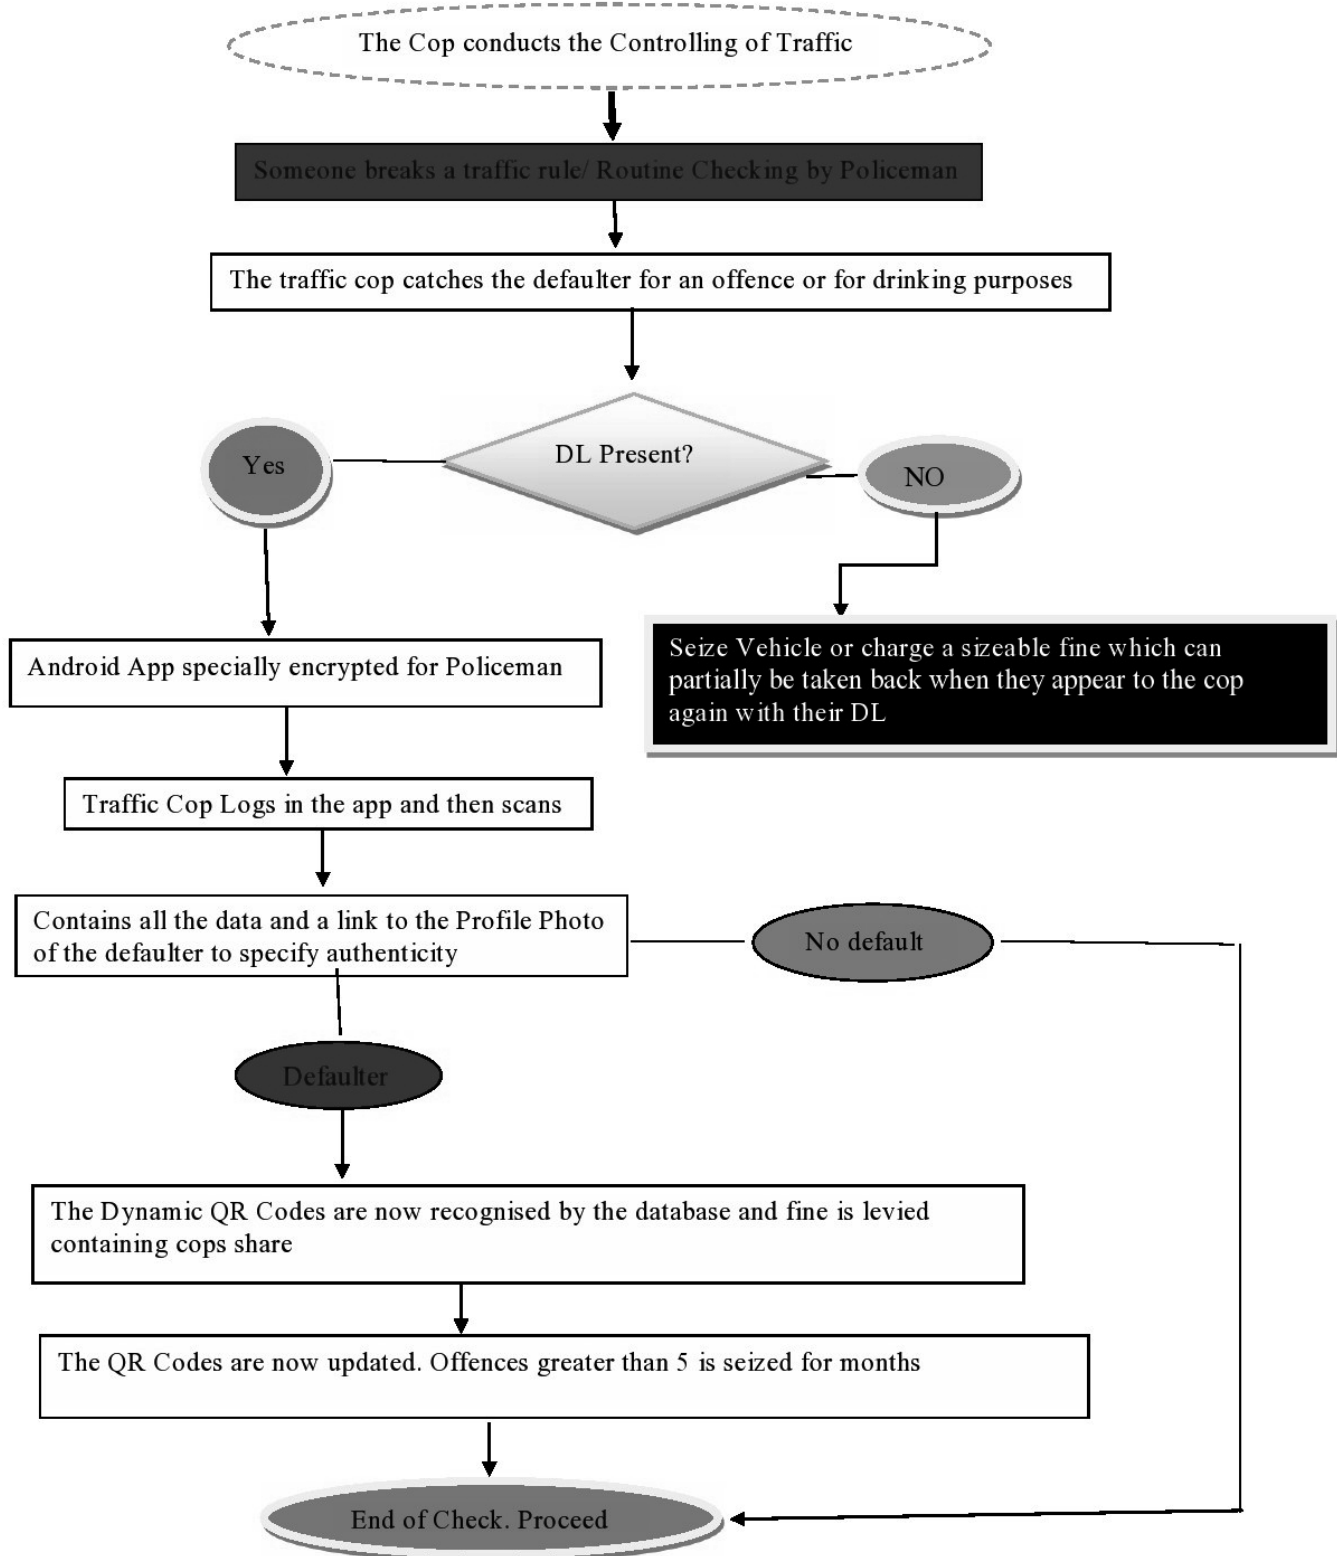 The Cop conducts the Controlling of Traffic
Someone breaks a traffic rule/ Routine Checking by Policeman
The traffic cop catches the defaulter for an offence or for drinking purposes
DL Present?
Yes
NO
Android App specially encrypted for Policeman
Seize Vehicle or charge a sizeable fine which can
partially be taken back when they appear to the cop
again with their DL
Traffic Cop Logs in the app and then scans
Contains all the data and a link to the Profile Photo
of the defaulter to specify authenticity
No default
Defaulter
The Dynamic QR Codes are now recognised by the database and fine is levied
containing cops share
The QR Codes are now updated. Offences greater than 5 is seized for months
End of Check. Proceed